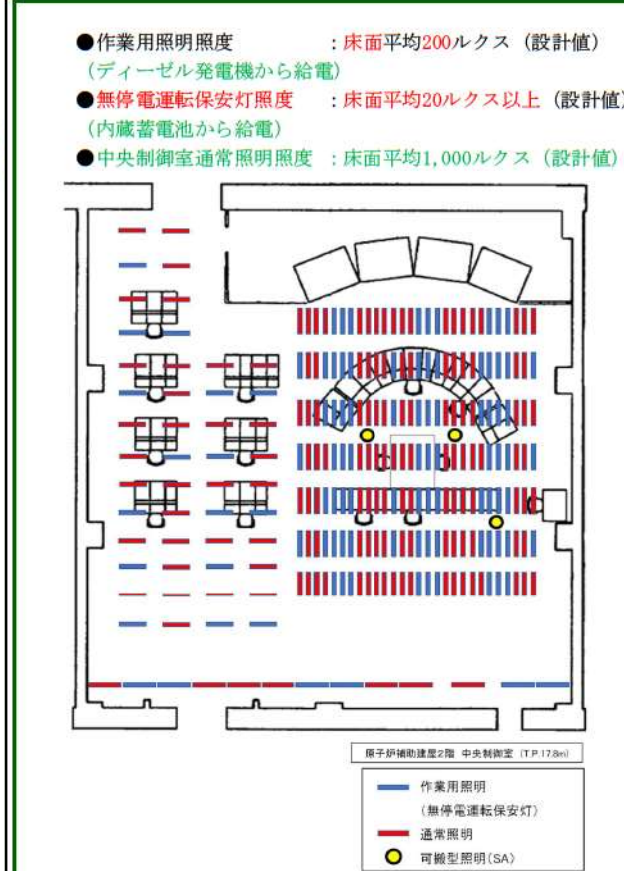 ●作業用照明照度 : 床面平均200ルクス (設計値)
(ディーゼル発電機から給電)
●無停電運転保安灯照度 : 床面平均20ルクス以上 (設計値)
(内蔵蓄電池から給電)
●中央制御室通常照明照度 : 床面平均1,000ルクス (設計値)
原子炉補助建屋2階 中央制御室 (T.P.17.8m)
作業用照明
(無停電運転保安灯)
通常照明
可搬型照明(SA)